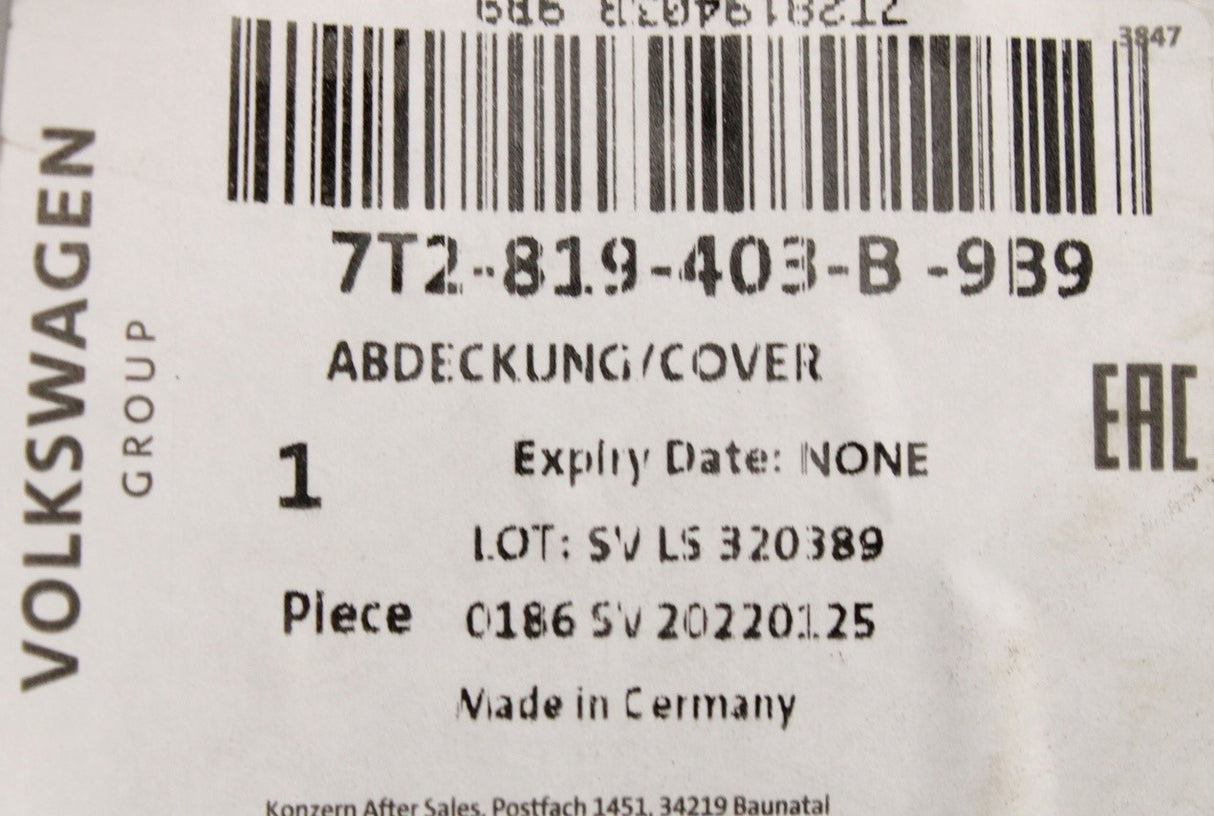 3847
7T2-819-403-B -9B9
ABDECKUNG/COVER
EAC
1
Expiry Date: NONE
LOT: SV LS 320389
Piece 0186 SV 20220125
Made in Germany
VOLKSWAGEN
GROUP
Konzern After Sales, Postfach 1451, 34219 Baunatal